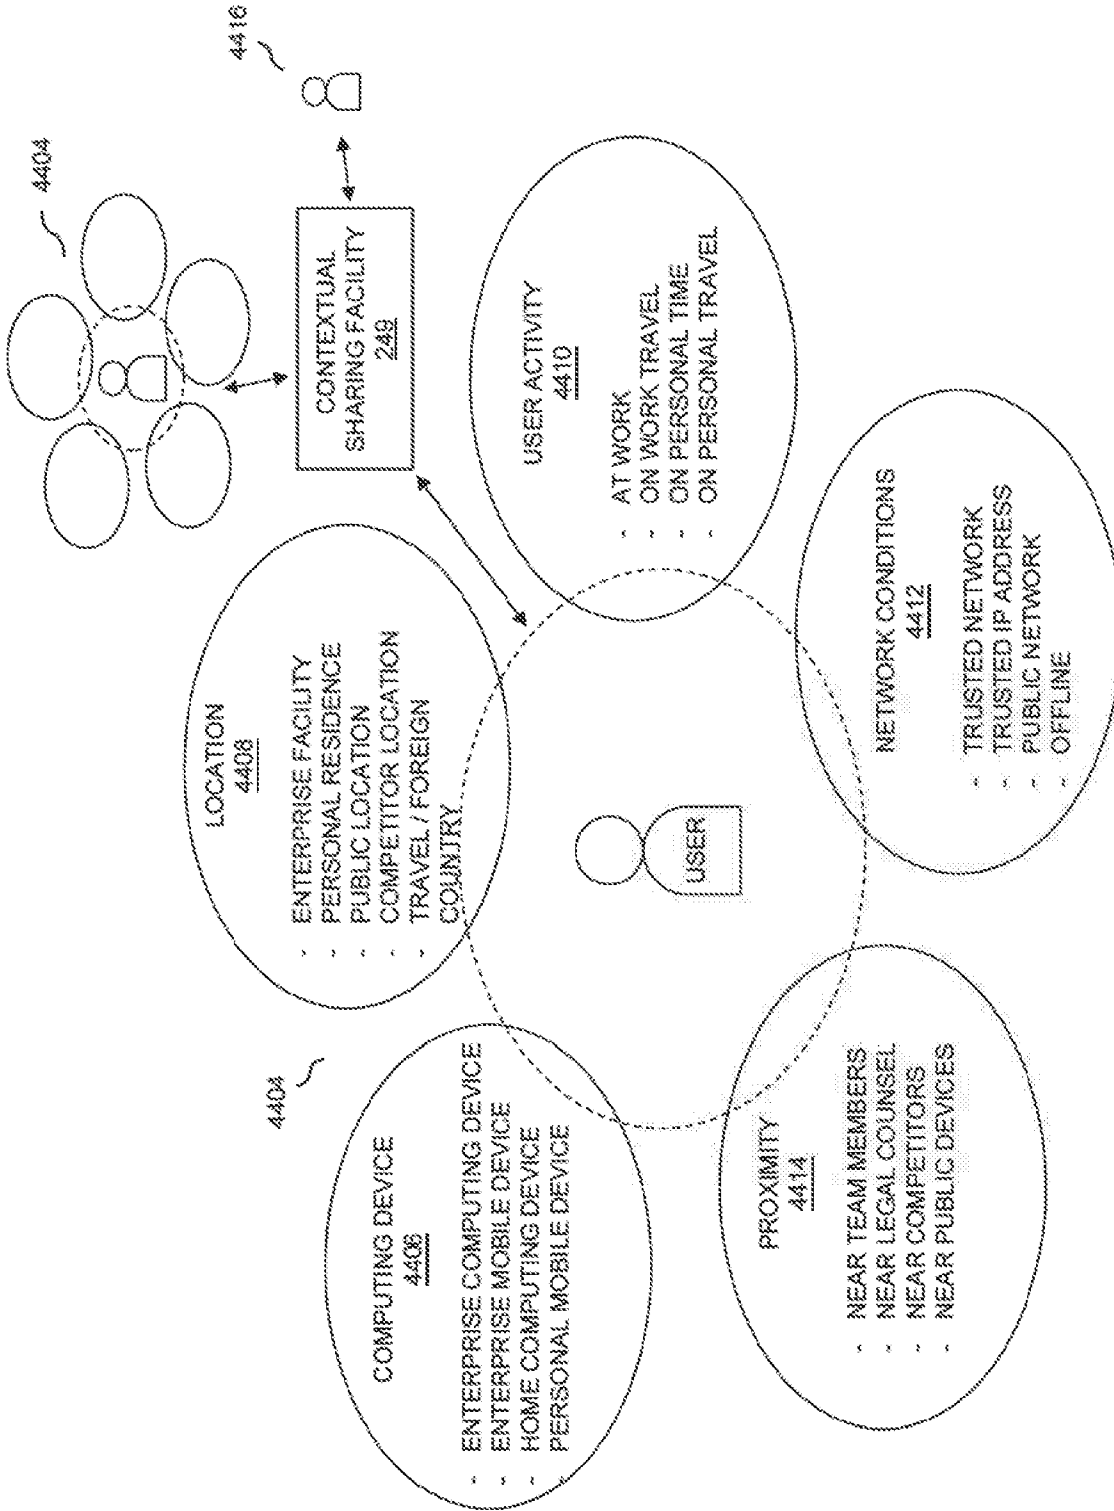 4404
4416
CONTEXTUAL
SHARING FACILITY
249
4404
COMPUTING DEVICE
4406
- ENTERPRISE COMPUTING DEVICE
- ENTERPRISE MOBILE DEVICE
- HOME COMPUTING DEVICE
- PERSONAL MOBILE DEVICE
LOCATION
4408
- ENTERPRISE FACILITY
- PERSONAL RESIDENCE
- PUBLIC LOCATION
- COMPETITOR LOCATION
- TRAVEL / FOREIGN
COUNTRY
USER ACTIVITY
4410
- AT WORK
- ON WORK TRAVEL
- ON PERSONAL TIME
- ON PERSONAL TRAVEL
USER
PROXIMITY
4414
- NEAR TEAM MEMBERS
- NEAR LEGAL COUNSEL
- NEAR COMPETITORS
- NEAR PUBLIC DEVICES
NETWORK CONDITIONS
4412
- TRUSTED NETWORK
- TRUSTED IP ADDRESS
- PUBLIC NETWORK
- OFFLINE